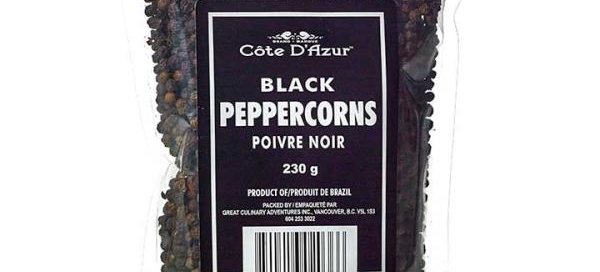 BRAND • MARQUE
Côte D'Azur
BLACK
PEPPERCORNS
POIVRE NOIR
230 g
PRODUCT OF/PRODUIT DE BRAZIL
PACKED BY / EMPAQUETÉ PAR
GREAT CULINARY ADVENTURES INC., VANCOUVER, B.C. V5L 1S3
604 253 3022